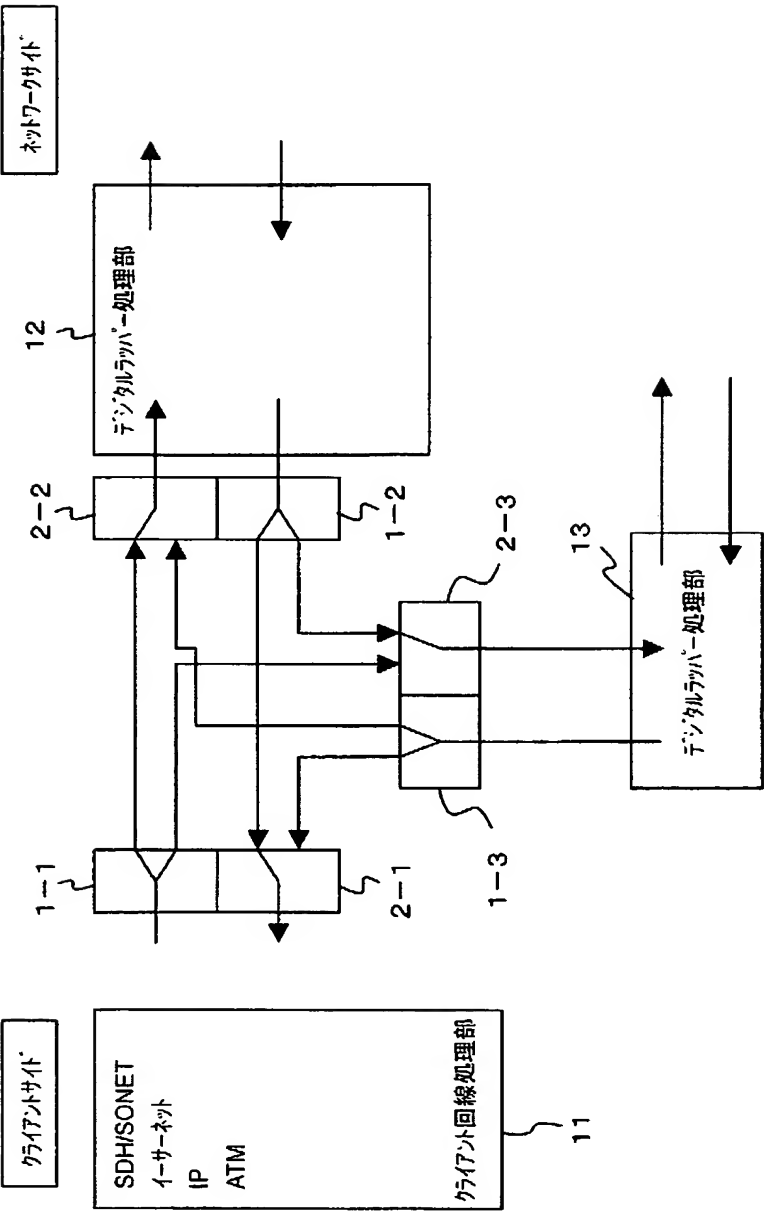 クライアントサイド
ネットワークサイド
SDH/SONET
イーサーネット
IP
ATM
クライアント回線処理部
11
1-1
2-1
2-2
1-2
12
デジタルラッパー処理部
1-3
2-3
13
デジタルラッパー処理部